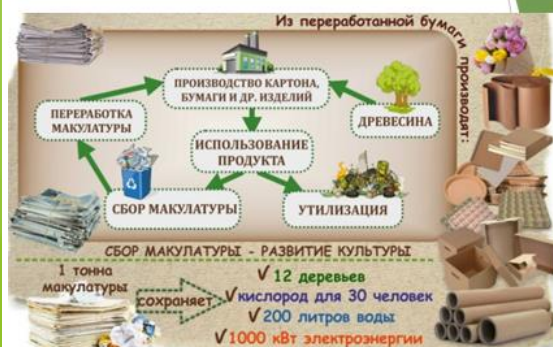 Из переработанной бумаги производят:
ПРОИЗВОДСТВО КАРТОНА,
БУМАГИ И ДР. ИЗДЕЛИЙ
ПЕРЕРАБОТКА
МАКУЛАТУРЫ
ДРЕВЕСИНА
ИСПОЛЬЗОВАНИЕ
ПРОДУКТА
СБОР МАКУЛАТУРЫ
УТИЛИЗАЦИЯ
СБОР МАКУЛАТУРЫ - РАЗВИТИЕ КУЛЬТУРЫ
1 тонна
макулатуры
сохраняет
√ 12 деревьев
√ кислород для 30 человек
√ 200 литров воды
√ 1000 кВт электроэнергии